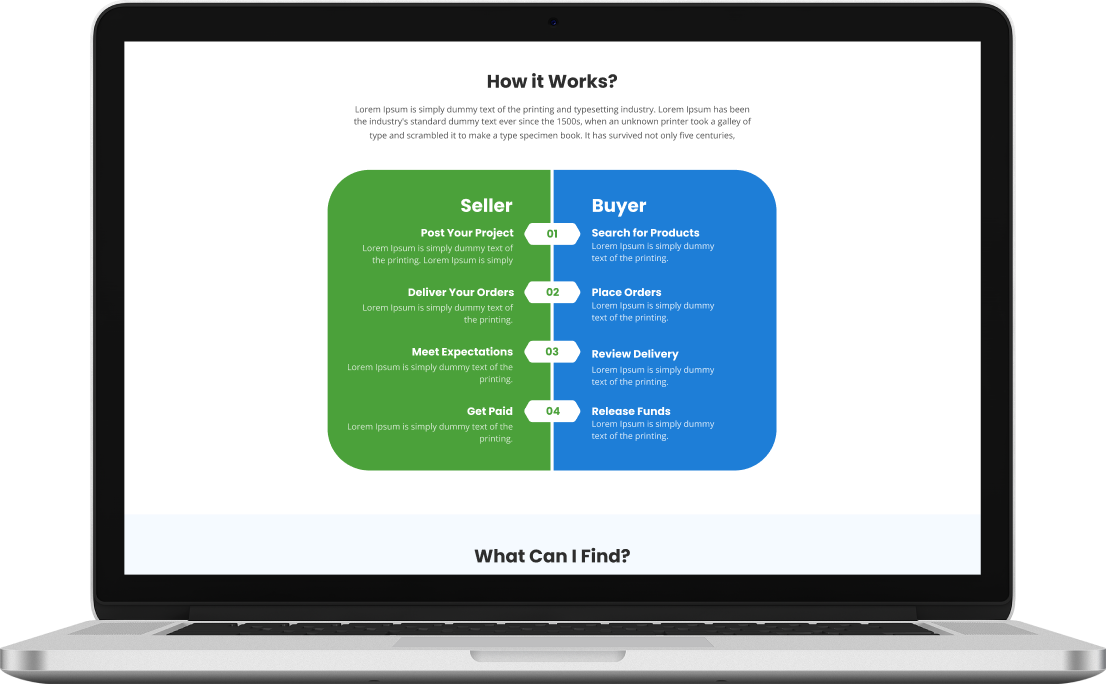 How it Works?
Lorem Ipsum is simply dummy text of the printing and typesetting industry. Lorem Ipsum has been
the industry's standard dummy text ever since the 1500s, when an unknown printer took a galley of
type and scrambled it to make a type specimen book. It has survived not only five centuries,
Seller
Post Your Project
Lorem Ipsum is simply dummy text of
the printing. Lorem Ipsum is simply
Deliver Your Orders
Lorem Ipsum is simply dummy text of
the printing.
Meet Expectations
Lorem Ipsum is simply dummy text of the
printing.
Get Paid
Lorem Ipsum is simply dummy text of the
printing.
01
02
03
04
Buyer
Search for Products
Lorem Ipsum is simply dummy
text of the printing.
Place Orders
Lorem Ipsum is simply dummy
text of the printing.
Review Delivery
Lorem Ipsum is simply dummy
text of the printing.
Release Funds
Lorem Ipsum is simply dummy
text of the printing.
What Can I Find?